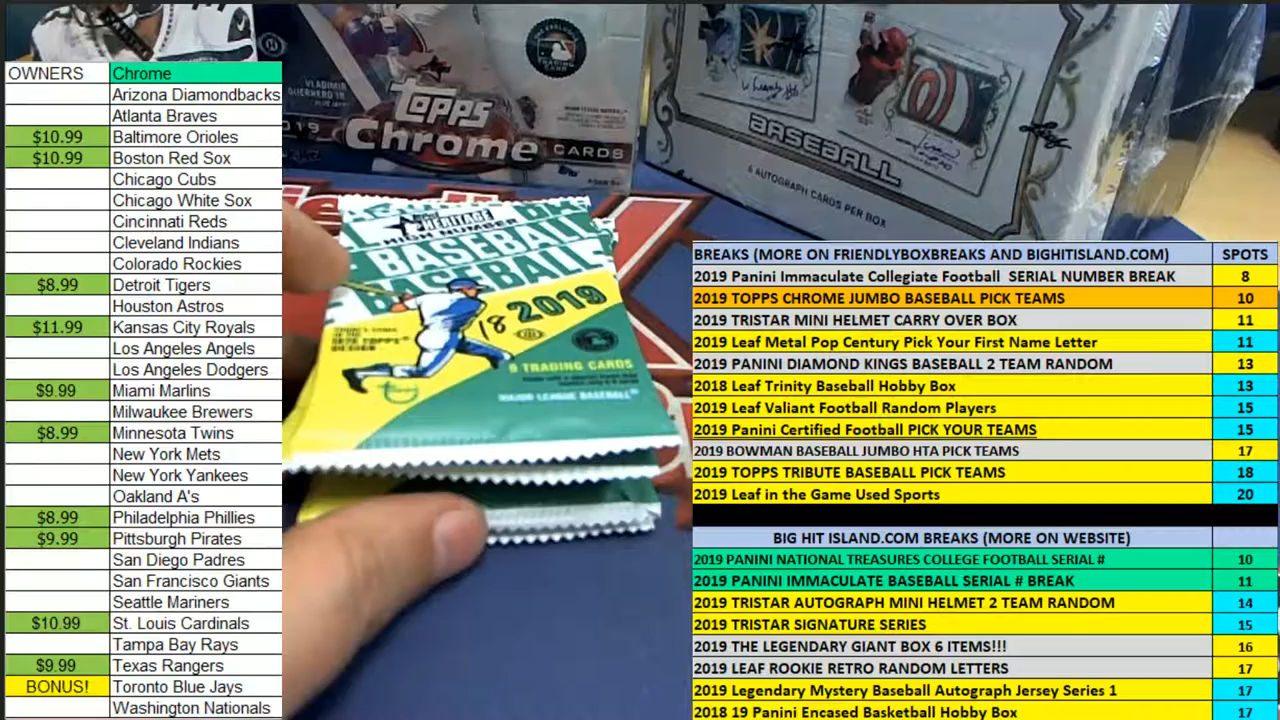 OWNERS Chrome
Arizona Diamondbacks
Atlanta Braves
$10.99 Baltimore Orioles
$10.99 Boston Red Sox
Chicago Cubs
Chicago White Sox
Cincinnati Reds
Cleveland Indians
Colorado Rockies
$8.99 Detroit Tigers
Houston Astros
$11.99 Kansas City Royals
Los Angeles Angels
Los Angeles Dodgers
$9.99 Miami Marlins
Milwaukee Brewers
$8.99 Minnesota Twins
New York Mets
New York Yankees
Oakland A's
$8.99 Philadelphia Phillies
$9.99 Pittsburgh Pirates
San Diego Padres
San Francisco Giants
Seattle Mariners
$10.99 St. Louis Cardinals
Tampa Bay Rays
$9.99 Texas Rangers
BONUS! Toronto Blue Jays
Washington Nationals
VLADIMIR
GUERRERO JR.
TOPPS
Chrome
CARDS
BASEBALL
6 AUTOGRAPH CARDS PER BOX
HERITAGE
HIGH NUMBER
BASEBALL
BASEBALL
2019
18
9 TRADING CARDS
MAJOR LEAGUE BASEBALL
BREAKS (MORE ON FRIENDLYBOXBREAKS AND BIGHITISLAND.COM) SPOTS
2019 Panini Immaculate Collegiate Football SERIAL NUMBER BREAK 8
2019 TOPPS CHROME JUMBO BASEBALL PICK TEAMS 10
2019 TRISTAR MINI HELMET CARRY OVER BOX 11
2019 Leaf Metal Pop Century Pick Your First Name Letter 11
2019 PANINI DIAMOND KINGS BASEBALL 2 TEAM RANDOM 13
2018 Leaf Trinity Baseball Hobby Box 13
2019 Leaf Valiant Football Random Players 15
2019 Panini Certified Football PICK YOUR TEAMS 15
2019 BOWMAN BASEBALL JUMBO HTA PICK TEAMS 17
2019 TOPPS TRIBUTE BASEBALL PICK TEAMS 18
2019 Leaf in the Game Used Sports 20
BIG HIT ISLAND.COM BREAKS (MORE ON WEBSITE)
2019 PANINI NATIONAL TREASURES COLLEGE FOOTBALL SERIAL # 10
2019 PANINI IMMACULATE BASEBALL SERIAL # BREAK 11
2019 TRISTAR AUTOGRAPH MINI HELMET 2 TEAM RANDOM 14
2019 TRISTAR SIGNATURE SERIES 15
2019 THE LEGENDARY GIANT BOX 6 ITEMS!!! 16
2019 LEAF ROOKIE RETRO RANDOM LETTERS 17
2019 Legendary Mystery Baseball Autograph Jersey Series 1 17
2018 19 Panini Encased Basketball Hobby Box 17